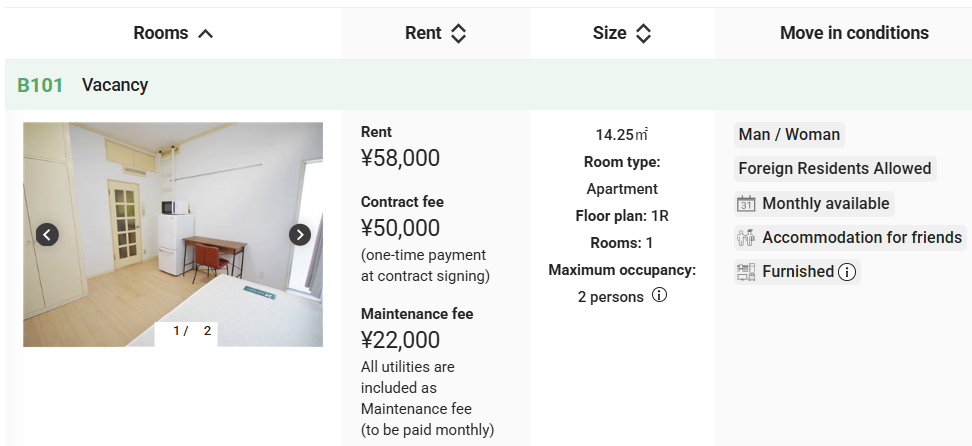 Rooms
Rent
Size
Move in conditions
B101 Vacancy
1 / 2
Rent
¥58,000
Contract fee
¥50,000
(one-time payment
at contract signing)
Maintenance fee
¥22,000
All utilities are
included as
Maintenance fee
(to be paid monthly)
14.25㎡
Room type:
Apartment
Floor plan: 1R
Rooms: 1
Maximum occupancy:
2 persons
Man / Woman
Foreign Residents Allowed
31 Monthly available
Accommodation for friends
Furnished